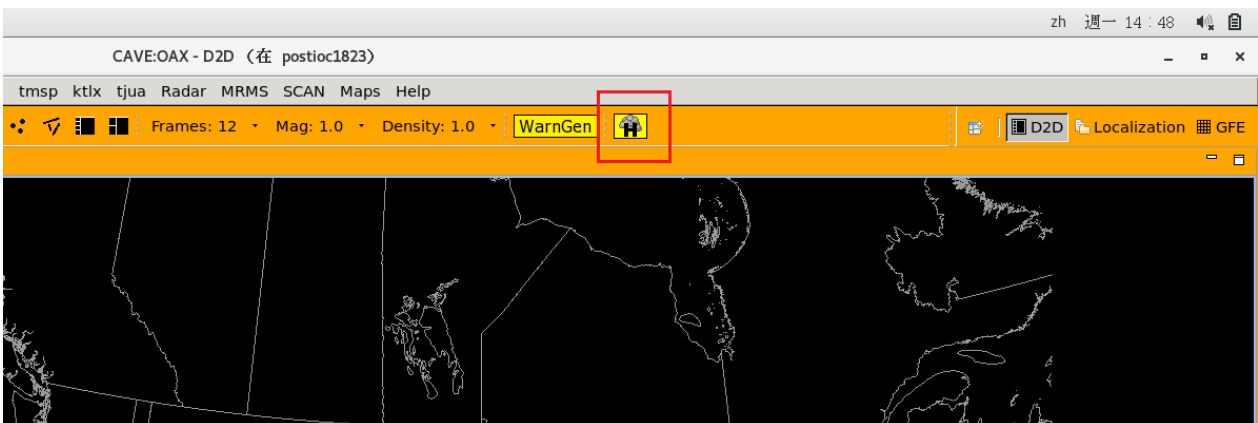 zh 週一 14：48
CAVE:OAX - D2D （在 postioc1823）
tmsp ktlx tjua Radar MRMS SCAN Maps Help
Frames: 12 Mag: 1.0 Density: 1.0 WarnGen H D2D Localization GFE